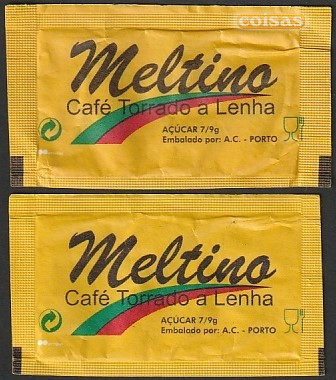 coisas
Meltino
Café Torrado a Lenha
AÇÚCAR 7/9g
Embalado por: A.C. - PORTO
Meltino
Café Torrado a Lenha
AÇÚCAR 7/9g
Embalado por: A.C. - PORTO